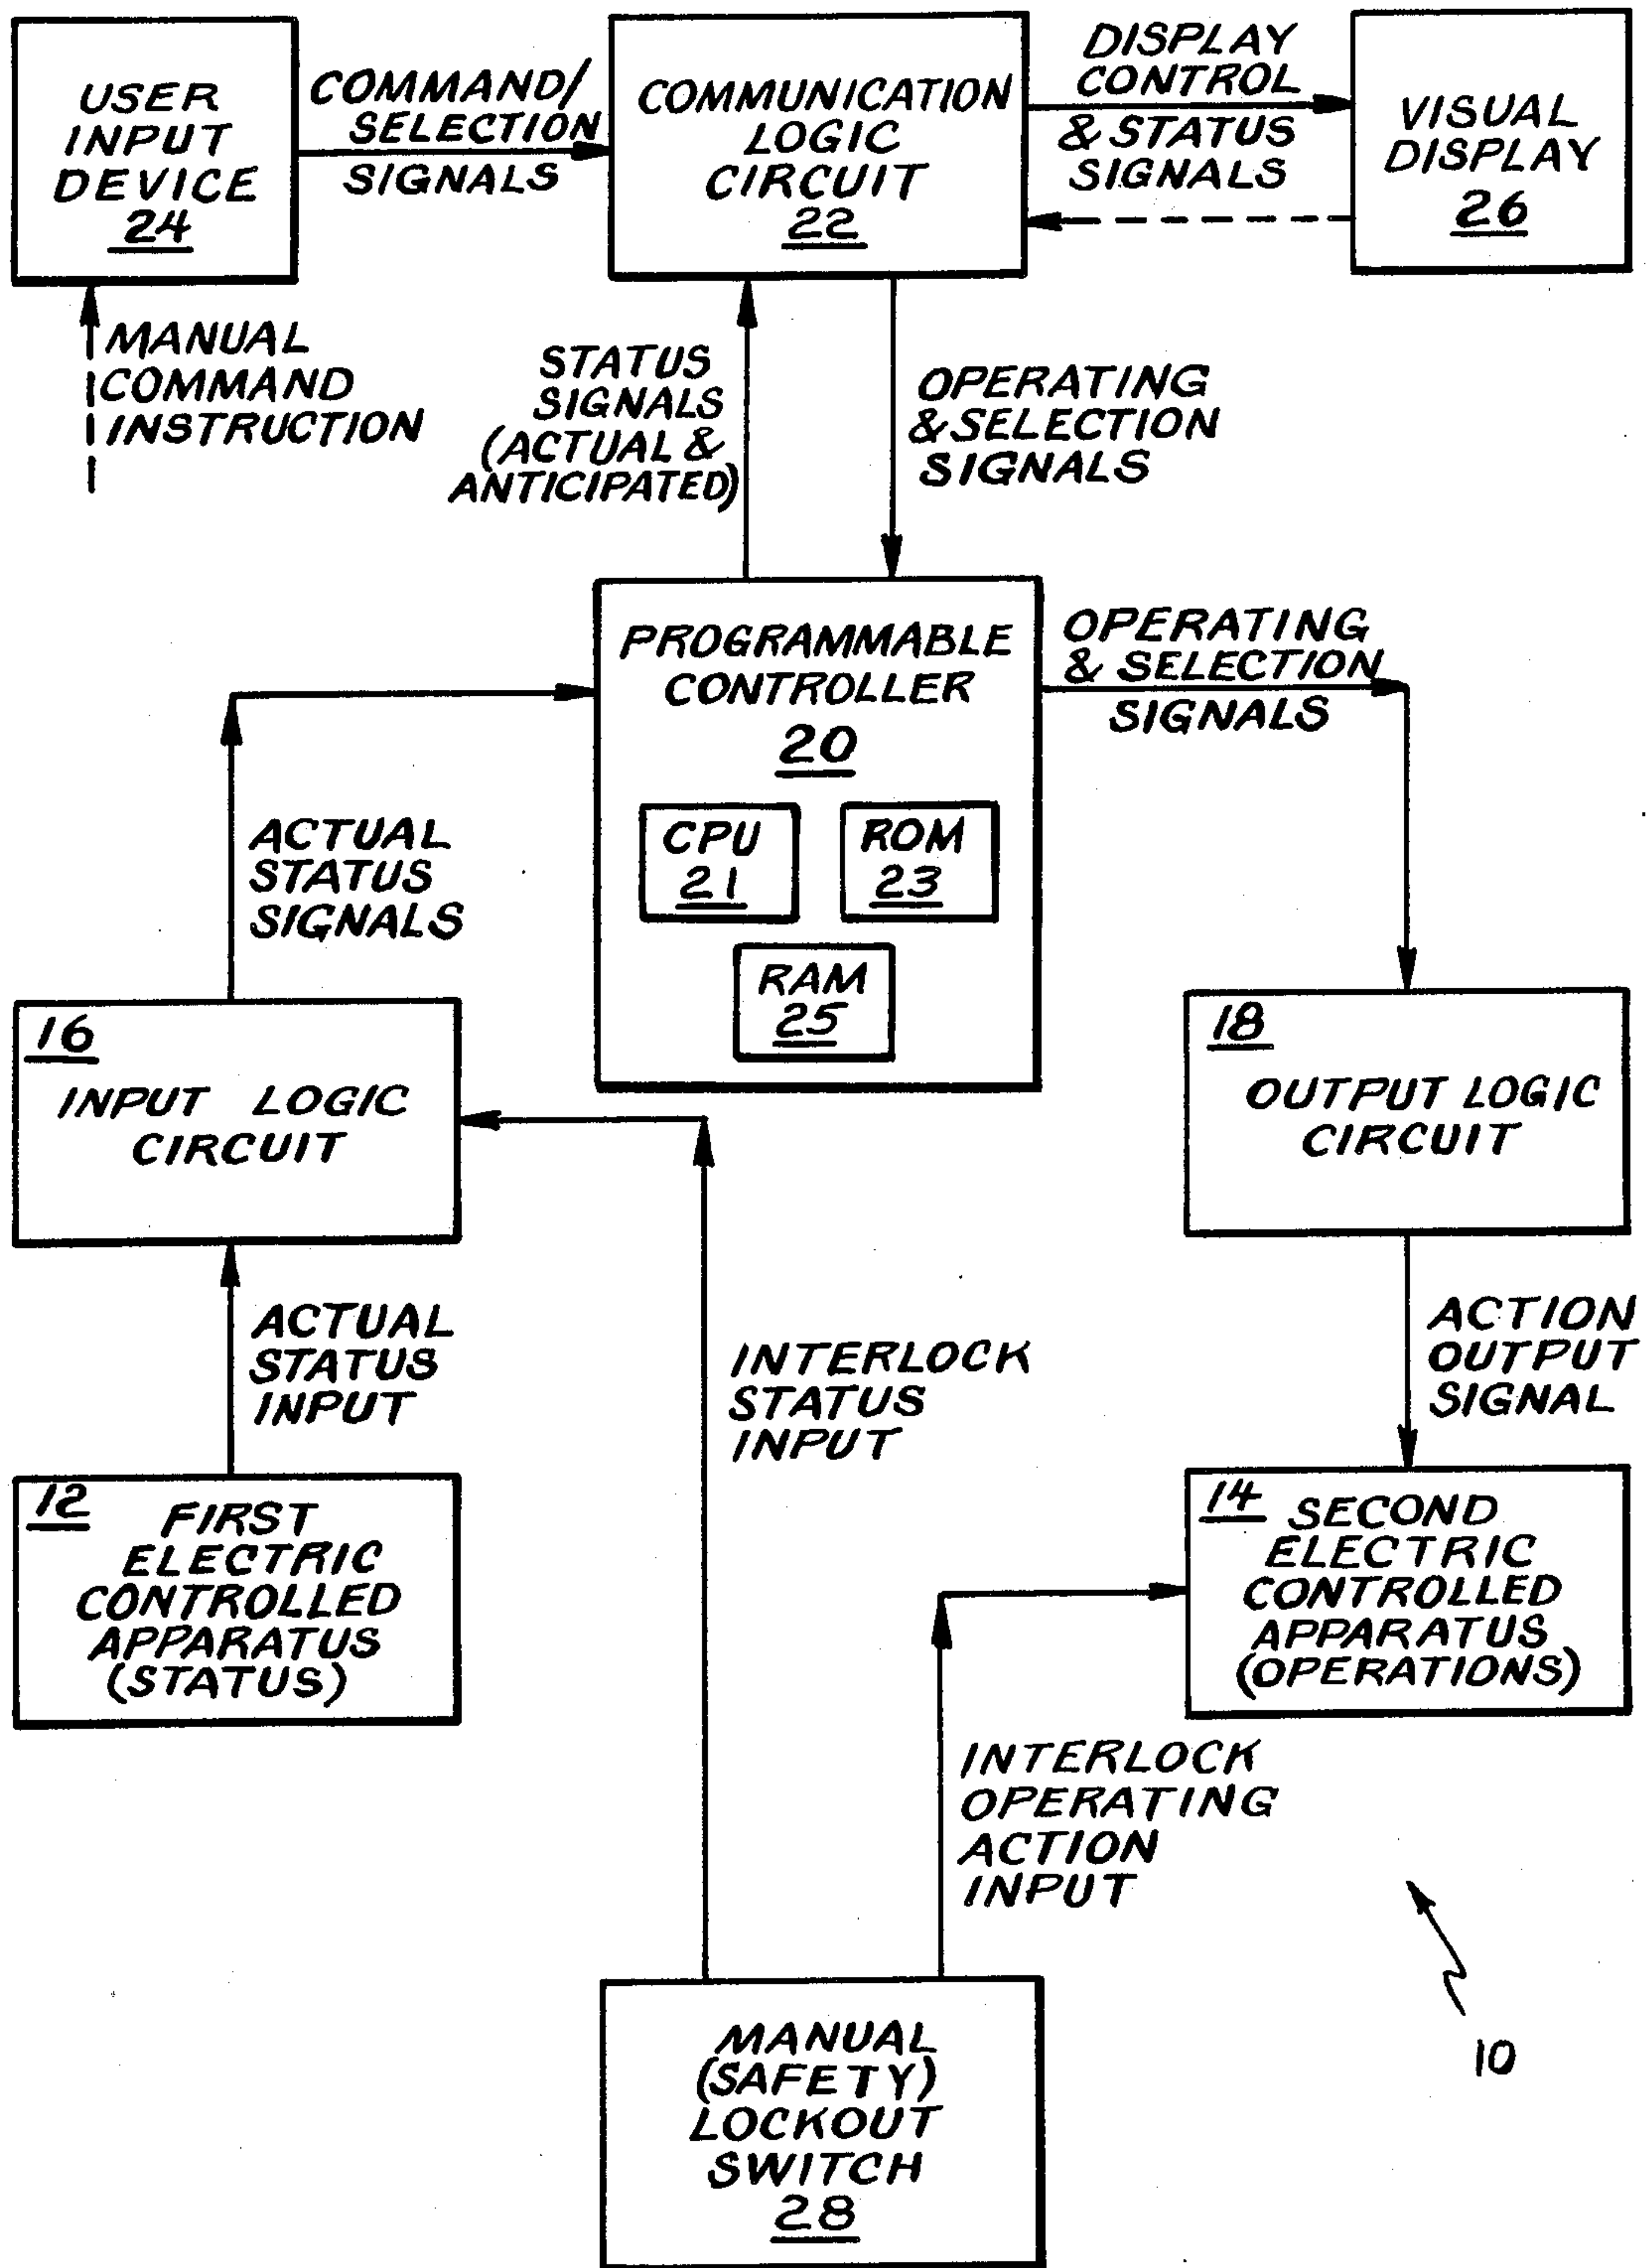 USER
INPUT
DEVICE
24
COMMAND/
SELECTION
SIGNALS
COMMUNICATION
LOGIC
CIRCUIT
22
DISPLAY
CONTROL
& STATUS
SIGNALS
VISUAL
DISPLAY
26
MANUAL
COMMAND
INSTRUCTION
STATUS
SIGNALS
(ACTUAL &
ANTICIPATED)
OPERATING
& SELECTION
SIGNALS
PROGRAMMABLE
CONTROLLER
20
CPU
21
ROM
23
RAM
25
OPERATING
& SELECTION
SIGNALS
ACTUAL
STATUS
SIGNALS
16
INPUT LOGIC
CIRCUIT
18
OUTPUT LOGIC
CIRCUIT
ACTUAL
STATUS
INPUT
INTERLOCK
STATUS
INPUT
ACTION
OUTPUT
SIGNAL
12
FIRST
ELECTRIC
CONTROLLED
APPARATUS
(STATUS)
14 SECOND
ELECTRIC
CONTROLLED
APPARATUS
(OPERATIONS)
INTERLOCK
OPERATING
ACTION
INPUT
10
MANUAL
(SAFETY)
LOCKOUT
SWITCH
28